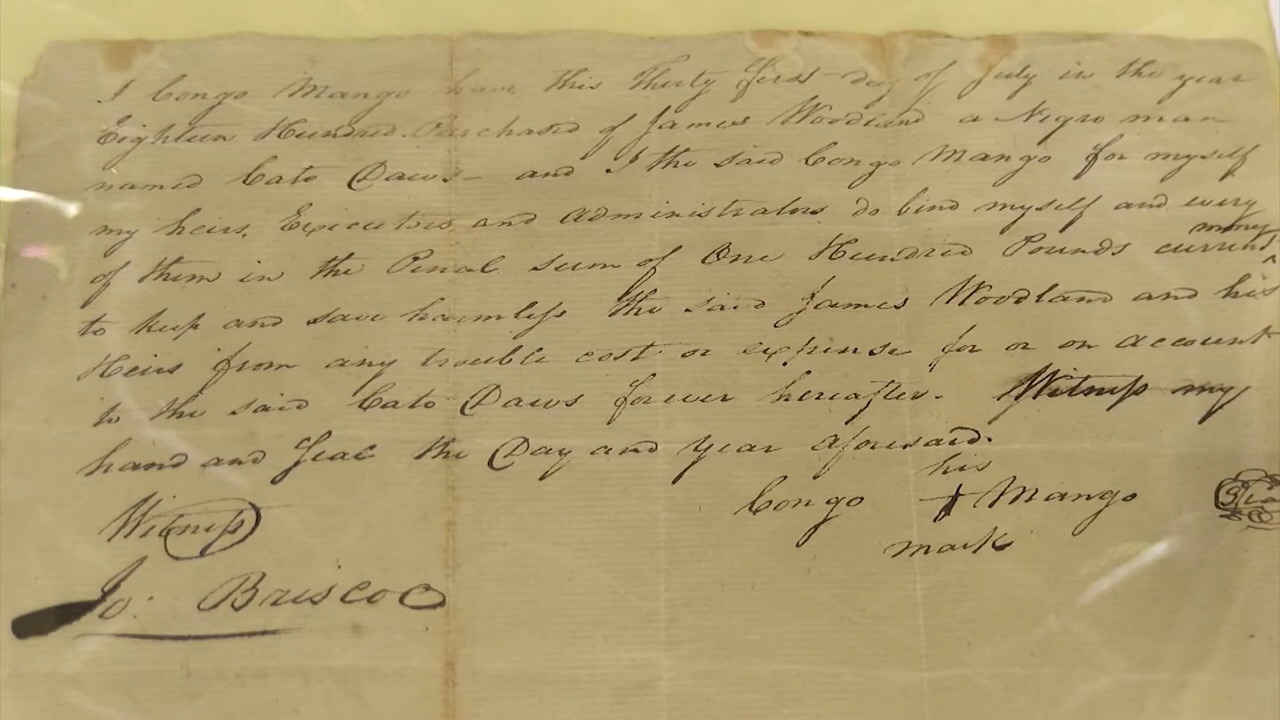 I Congo Mango have this Thirty first day of July in the year
Eighteen Hundred Purchased of James Woodland a Negro man
named Cato Daws - and I the said Congo Mango for myself
my heirs, Executors and Administrators do bind myself and every
of them in the Penal sum of One Hundred Pounds current money
to keep and save harmless the said James Woodland and his
Heirs from any trouble cost or expense for or on account
to the said Cato Daws forever hereafter. Witness my
hand and Seal the Day and year aforesaid.
his
Congo + Mango Seal
mark
Witness
Jo: Briscoe